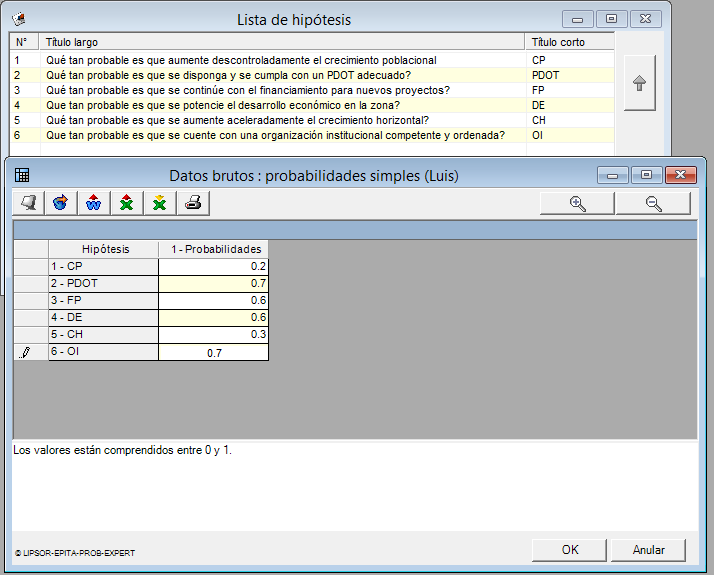 Lista de hipótesis
N° Título largo Título corto
1 Qué tan probable es que aumente descontroladamente el crecimiento poblacional CP
2 Qué tan probable es que se disponga y se cumpla con un PDOT adecuado? PDOT
3 Qué tan probable es que se continúe con el financiamiento para nuevos proyectos? FP
4 Qué tan probable es que se potencie el desarrollo económico en la zona? DE
5 Qué tan probable es que se aumente aceleradamente el crecimiento horizontal? CH
6 Que tan probable es que se cuente con una organización institucional competente y ordenada? OI
Datos brutos : probabilidades simples (Luis)
Hipótesis 1 - Probabilidades
1 - CP 0.2
2 - PDOT 0.7
3 - FP 0.6
4 - DE 0.6
5 - CH 0.3
6 - OI 0.7
Los valores están comprendidos entre 0 y 1.
© LIPSOR-EPITA-PROB-EXPERT
OK Anular